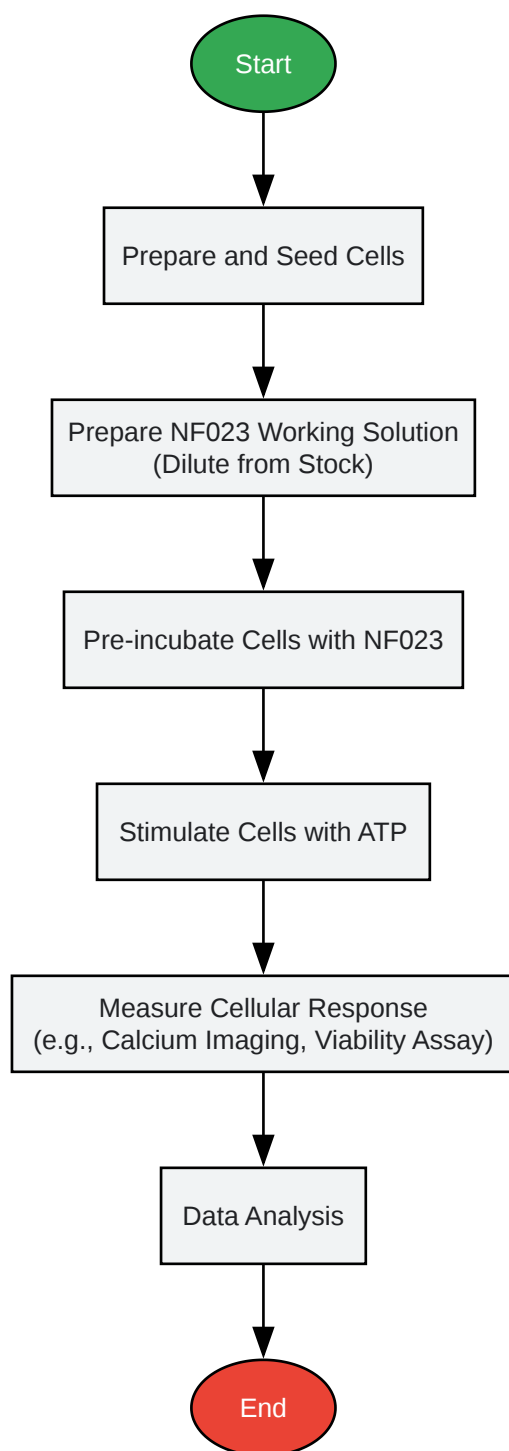 Start
Prepare and Seed Cells
Prepare NF023 Working Solution
(Dilute from Stock)
Pre-incubate Cells with NF023
Stimulate Cells with ATP
Measure Cellular Response
(e.g., Calcium Imaging, Viability Assay)
Data Analysis
End